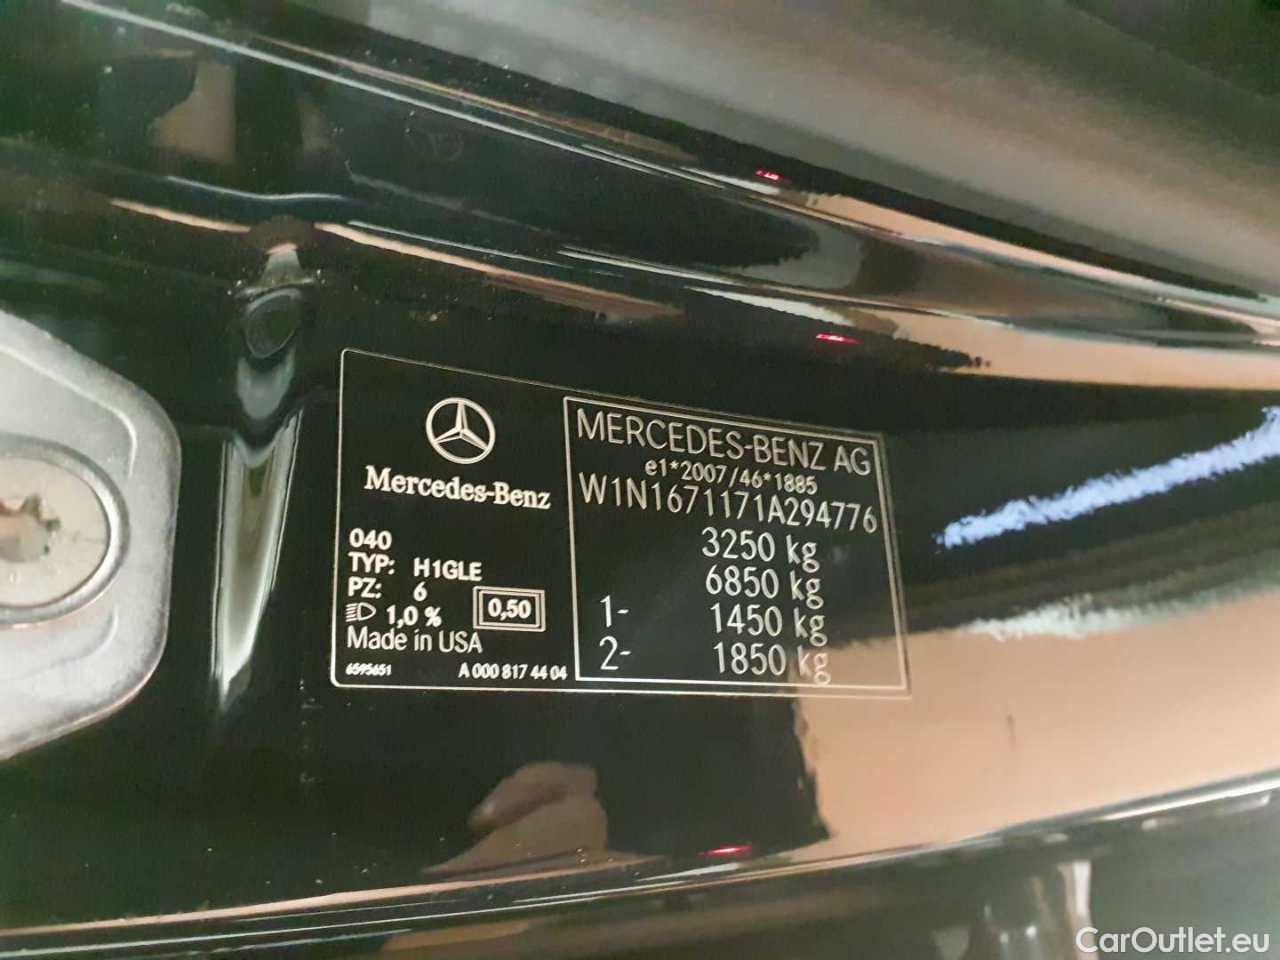 Mercedes-Benz
040
TYP: H1GLE
PZ: 6
1,0 %
0,50
Made in USA
6595651
A 000 817 44 04
MERCEDES-BENZ AG
e1*2007/46*1885
W1N1671171A294776
3250 kg
6850 kg
1- 1450 kg
2- 1850 kg
CarOutlet.eu